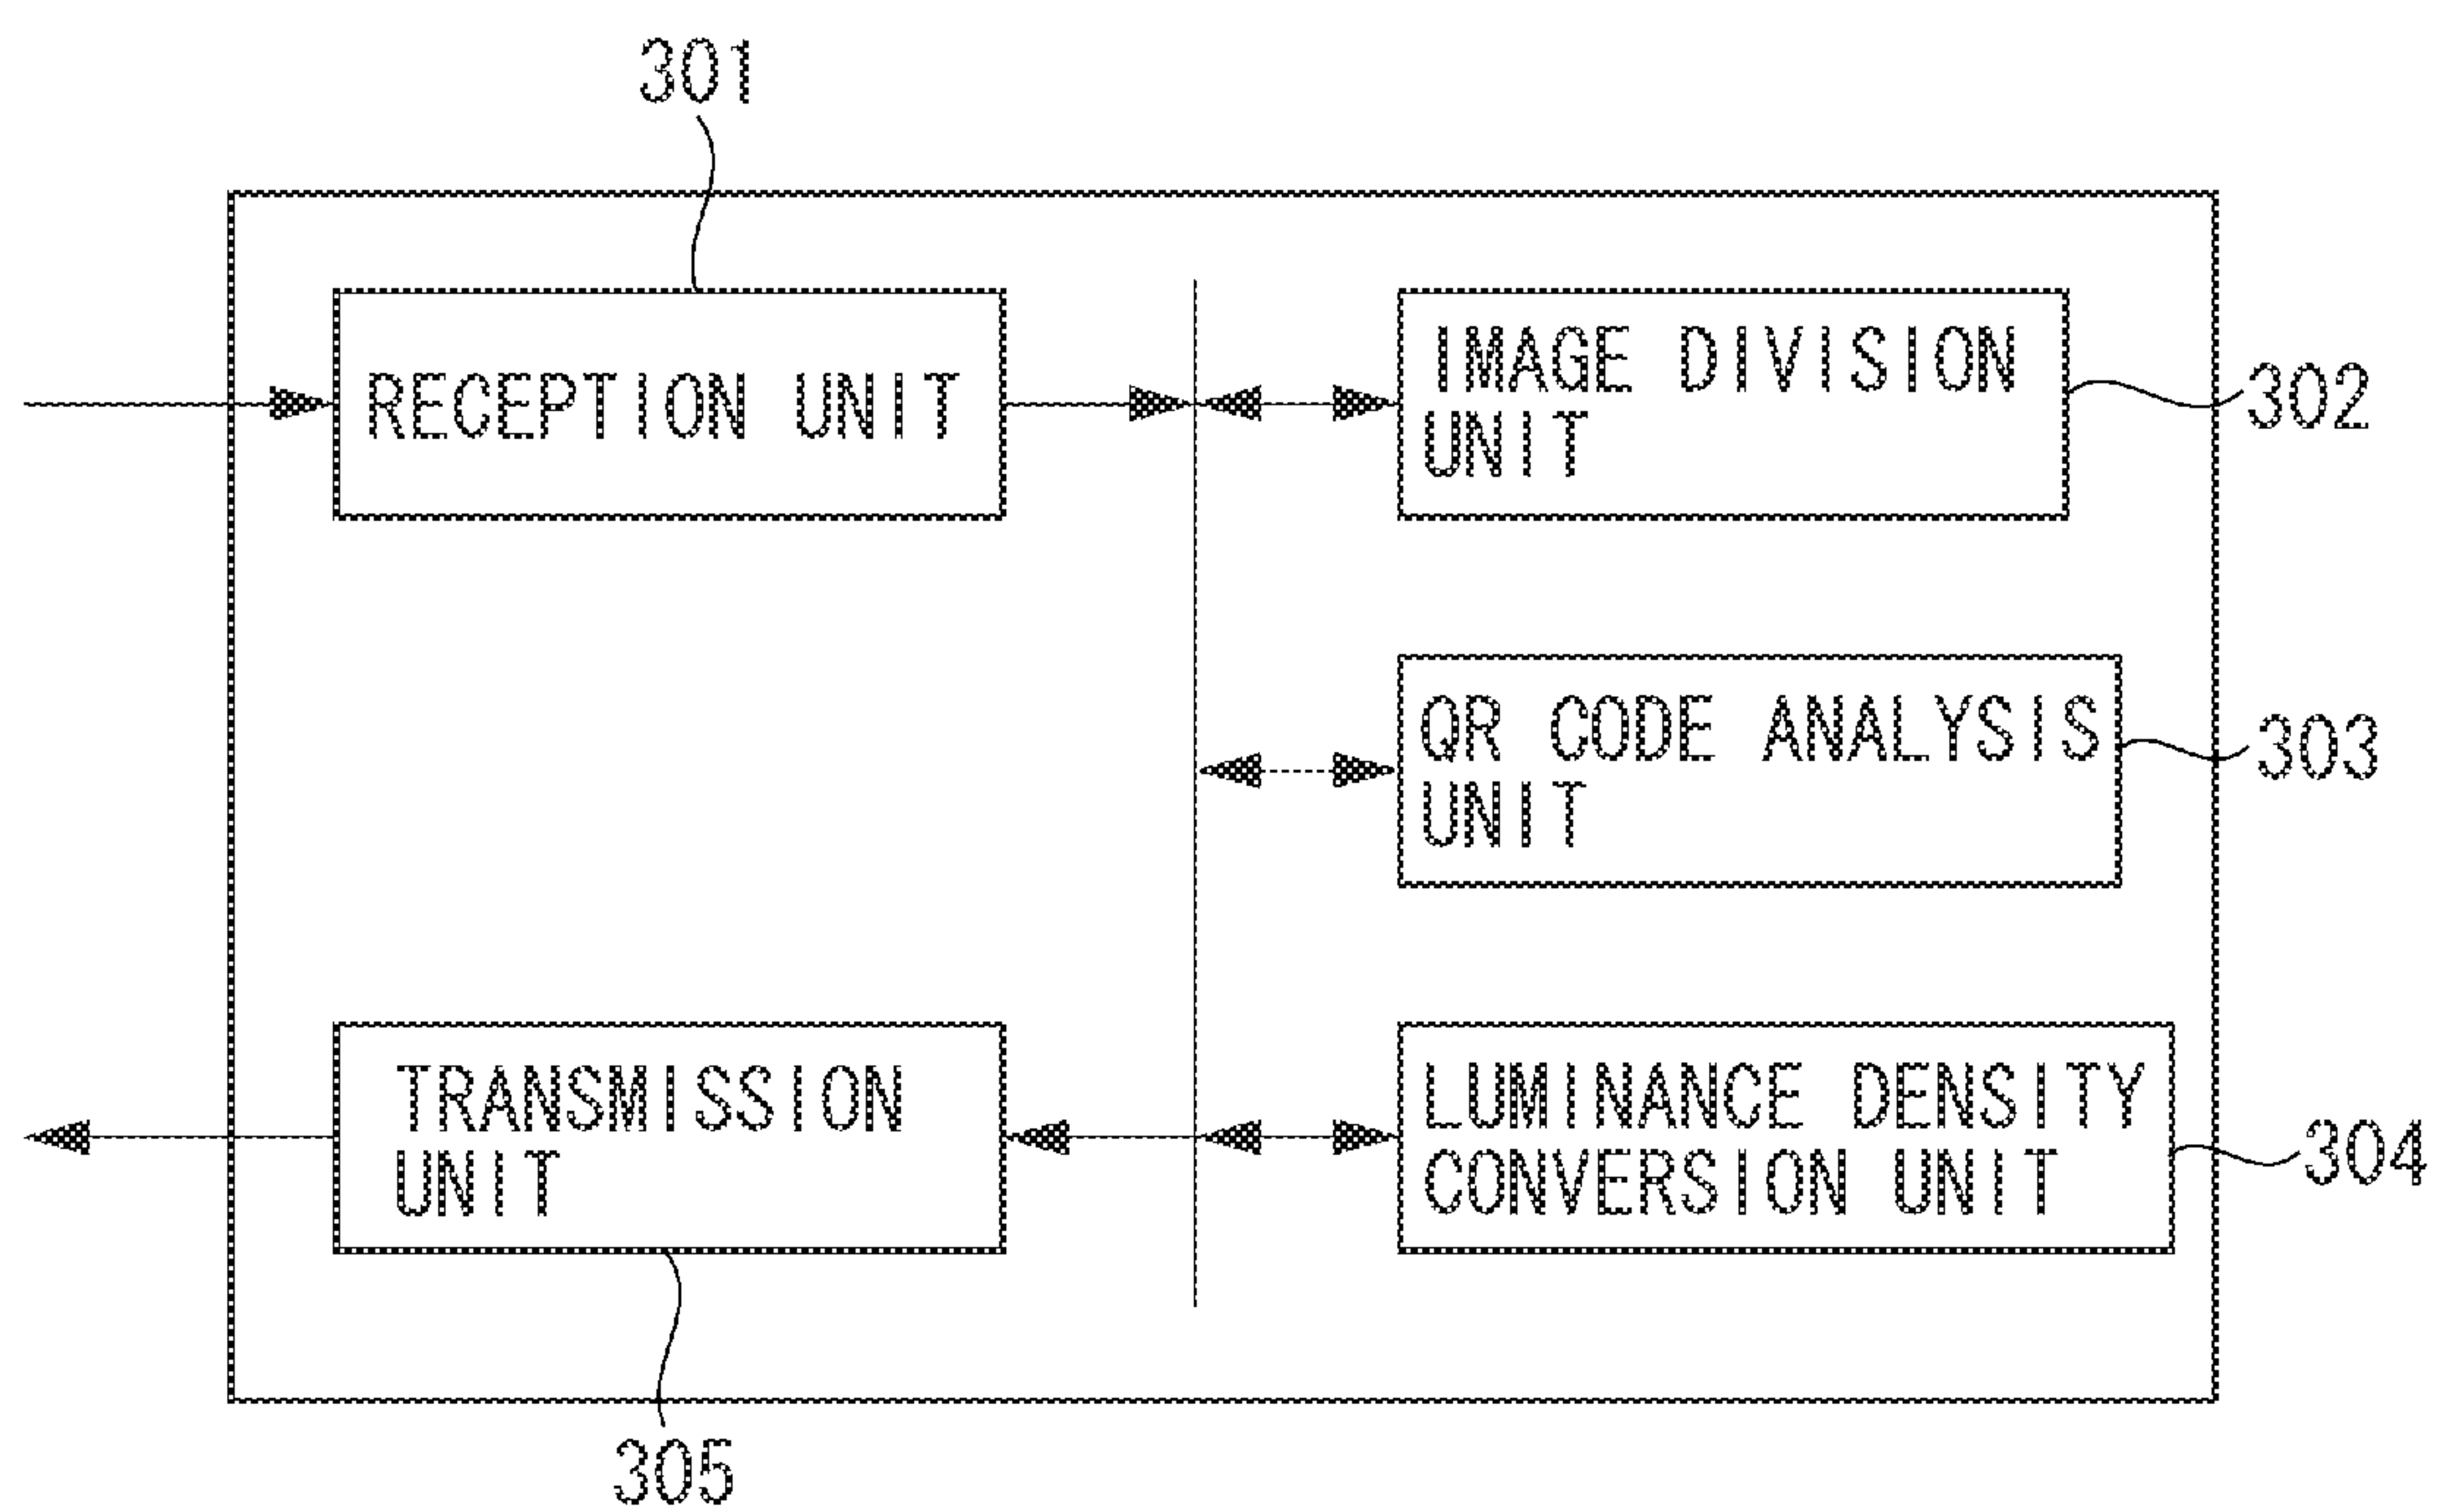 301
RECEPTION UNIT
IMAGE DIVISION
UNIT
302
QR CODE ANALYSIS
UNIT
303
TRANSMISSION
UNIT
LUMINANCE DENSITY
CONVERSION UNIT
304
305